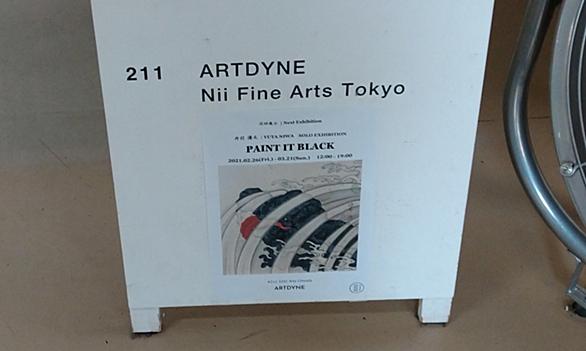 211 ARTDYNE
Nii Fine Arts Tokyo
| Next Exhibition
| YUYA NIWA SOLO EXHIBITION
PAINT IT BLACK
2021.02.26(Fri.) - 03.21(Sun.) 12:00 - 19:00
ARTDYNE